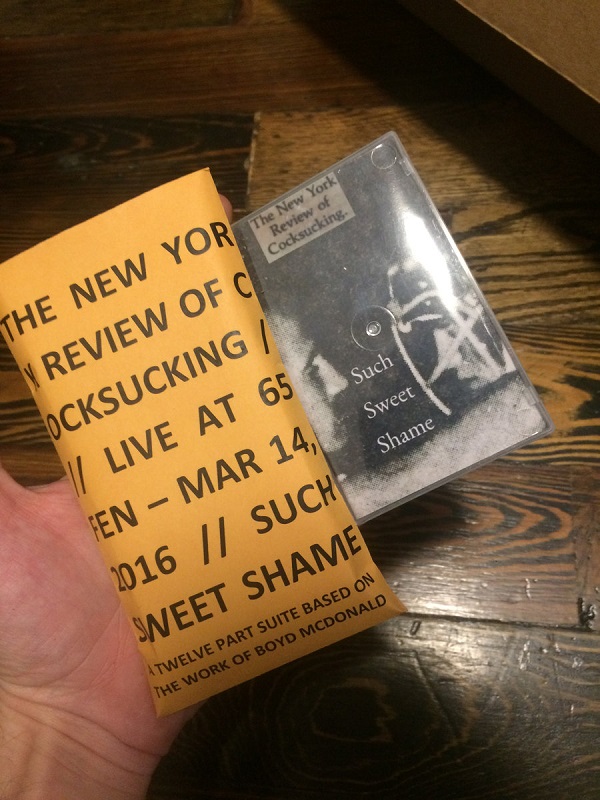 THE NEW YOR
K REVIEW OF C
OCKSUCKING /
// LIVE AT 65
FEN – MAR 14,
2016 // SUCH
SWEET SHAME
A TWELVE PART SUITE BASED ON
THE WORK OF BOYD MCDONALD
The New York
Review of
Cocksucking.
Such
Sweet
Shame